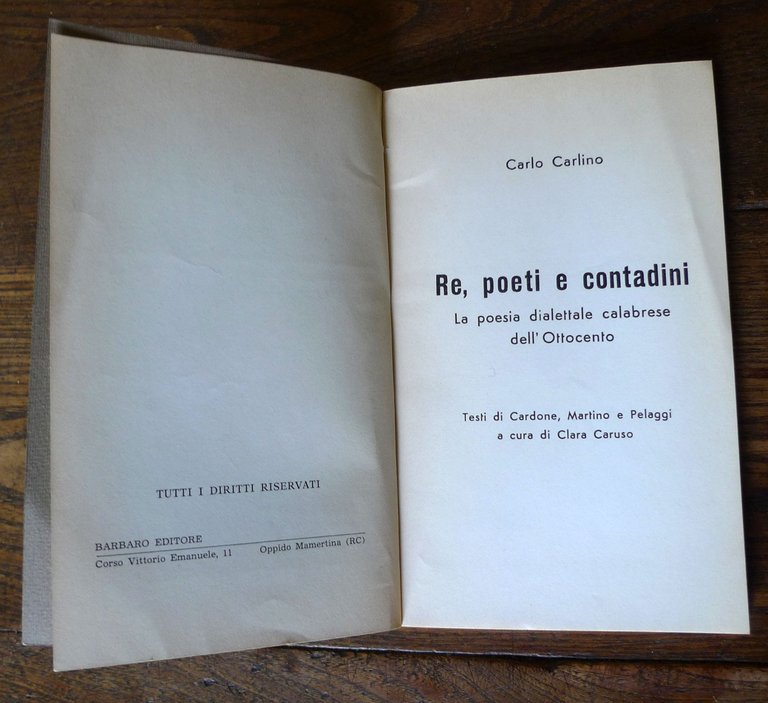 TUTTI I DIRITTI RISERVATI
BARBARO EDITORE
Corso Vittorio Emanuele, 11 Oppido Mamertina (RC)
Carlo Carlino
Re, poeti e contadini
La poesia dialettale calabrese
dell'Ottocento
Testi di Cardone, Martino e Pelaggi
a cura di Clara Caruso